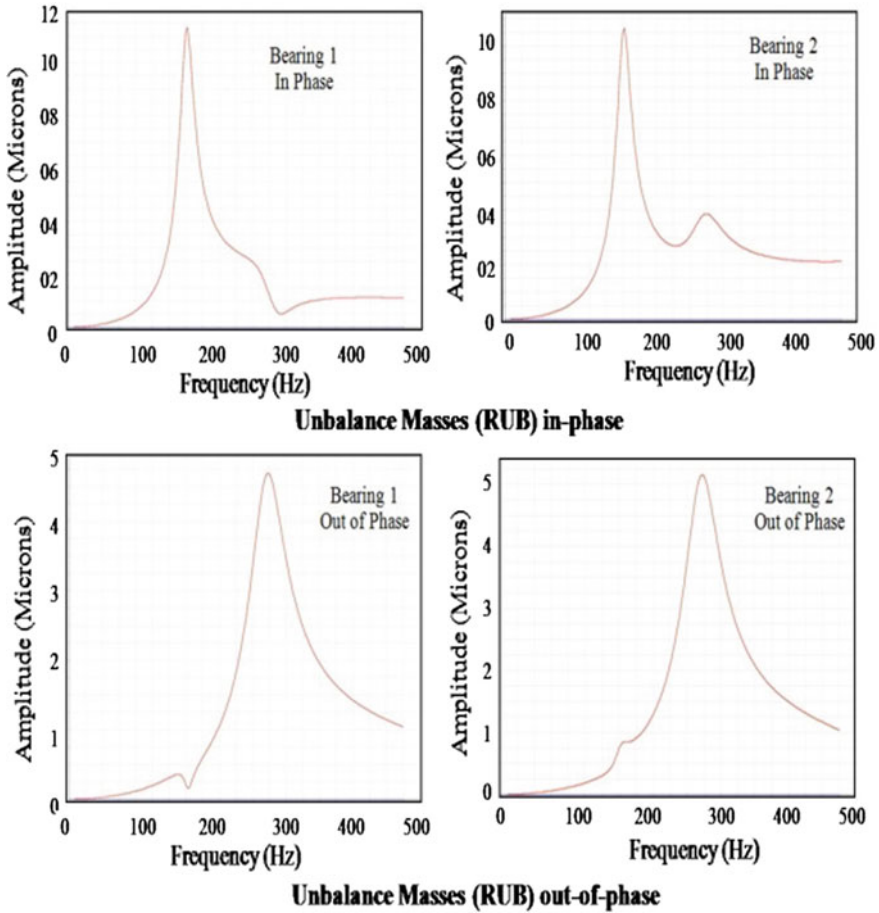 12
10
08
06
04
02
0
Amplitude (Microns)
Bearing 1
In Phase
0 100 200 300 400 500
Frequency (Hz)
10
08
06
04
02
0
Amplitude (Microns)
Bearing 2
In Phase
0 100 200 300 400 500
Frequency (Hz)
Unbalance Masses (RUB) in-phase
5
4
3
2
1
0
Amplitude (Microns)
Bearing 1
Out of Phase
0 100 200 300 400 500
Frequency (Hz)
5
4
3
2
1
0
Amplitude (Microns)
Bearing 2
Out of Phase
0 100 200 300 400 500
Frequency (Hz)
Unbalance Masses (RUB) out-of-phase